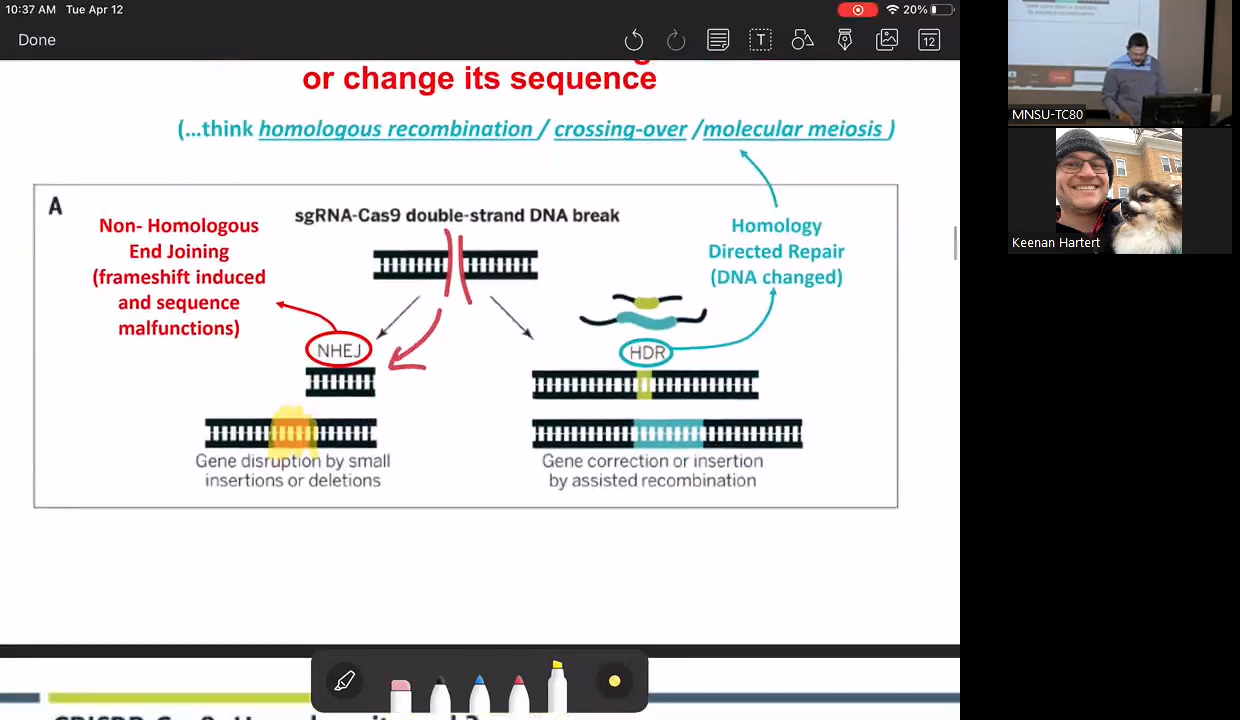 10:37 AM Tue Apr 12
20%
Done
T
12
or change its sequence
(...think homologous recombination / crossing-over /molecular meiosis )
A
Non- Homologous
End Joining
(frameshift induced
and sequence
malfunctions)
sgRNA-Cas9 double-strand DNA break
Homology
Directed Repair
(DNA changed)
NHEJ
HDR
Gene disruption by small
insertions or deletions
Gene correction or insertion
by assisted recombination
MNSU-TC80
Keenan Hartert